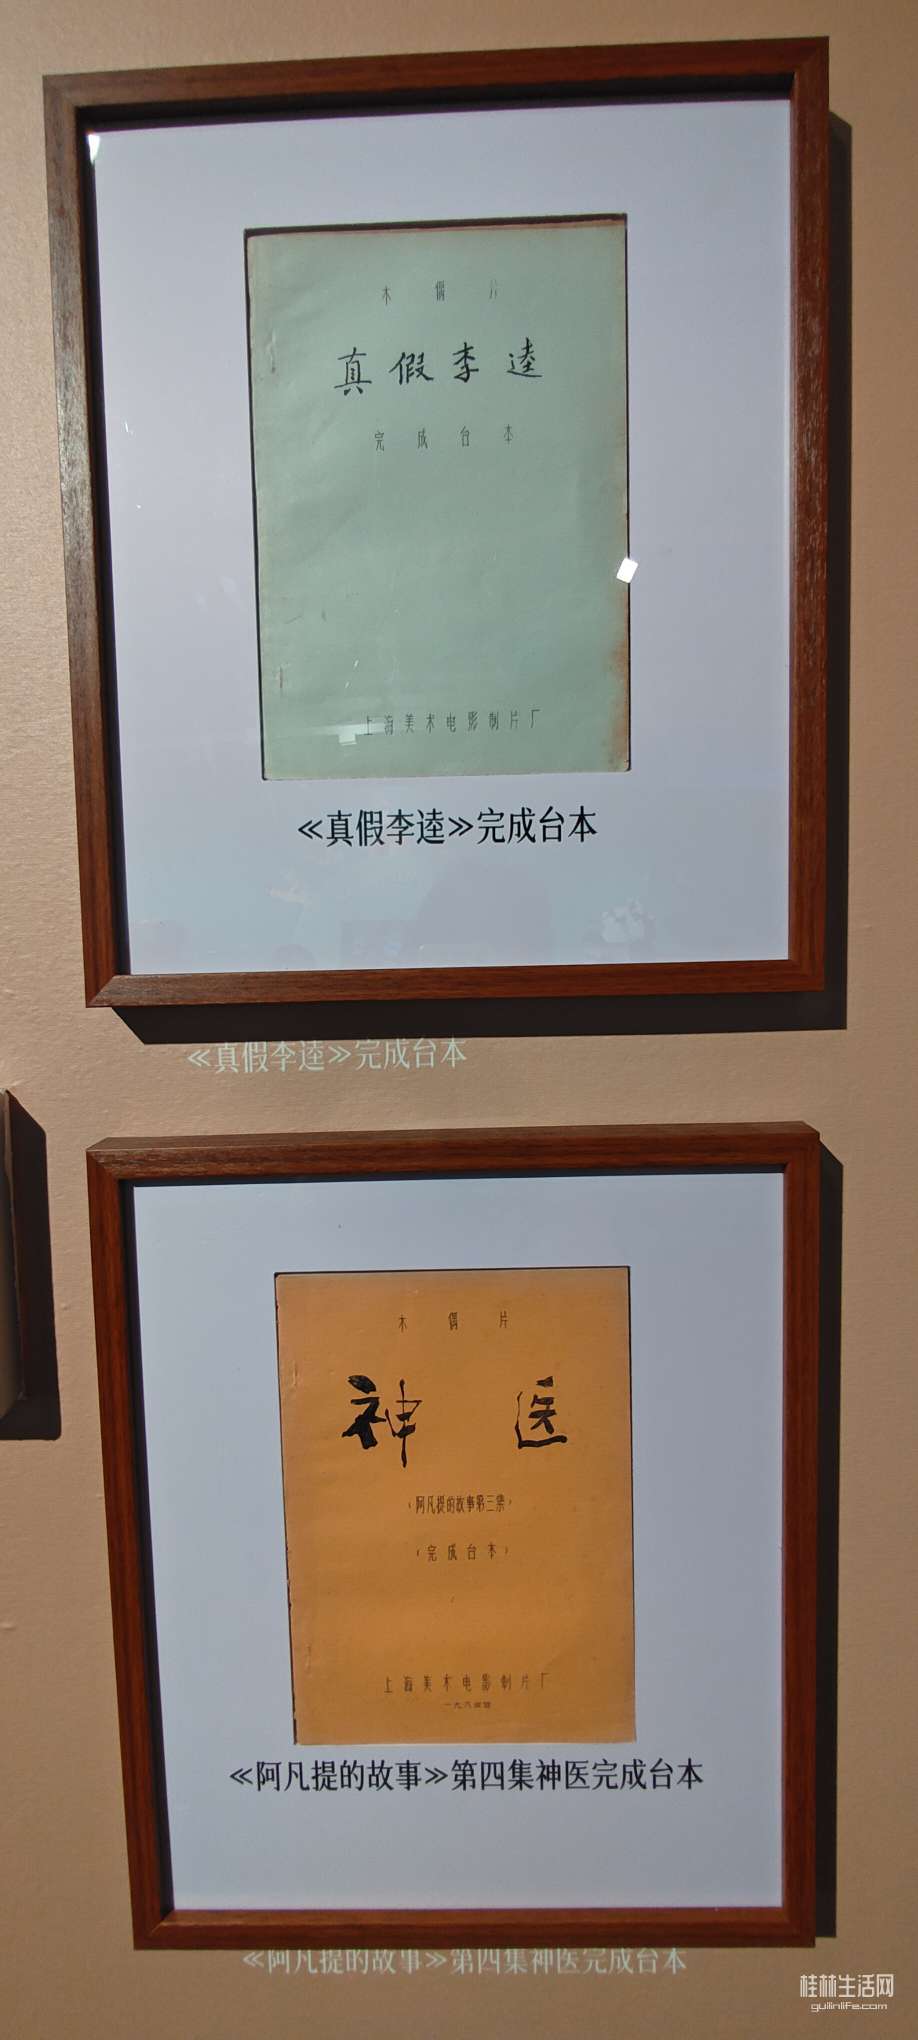 木偶片
真假李逵
完成台本
上海美术电影制片厂
≪真假李逵≫完成台本
≪真假李逵≫完成台本
木偶片
神医
(阿凡提的故事第三集)
(完成台本)
上海美术电影制片厂
一九八四年
≪阿凡提的故事≫第四集神医完成台本
≪阿凡提的故事≫第四集神医完成台本
桂林生活网
guilinlife.com